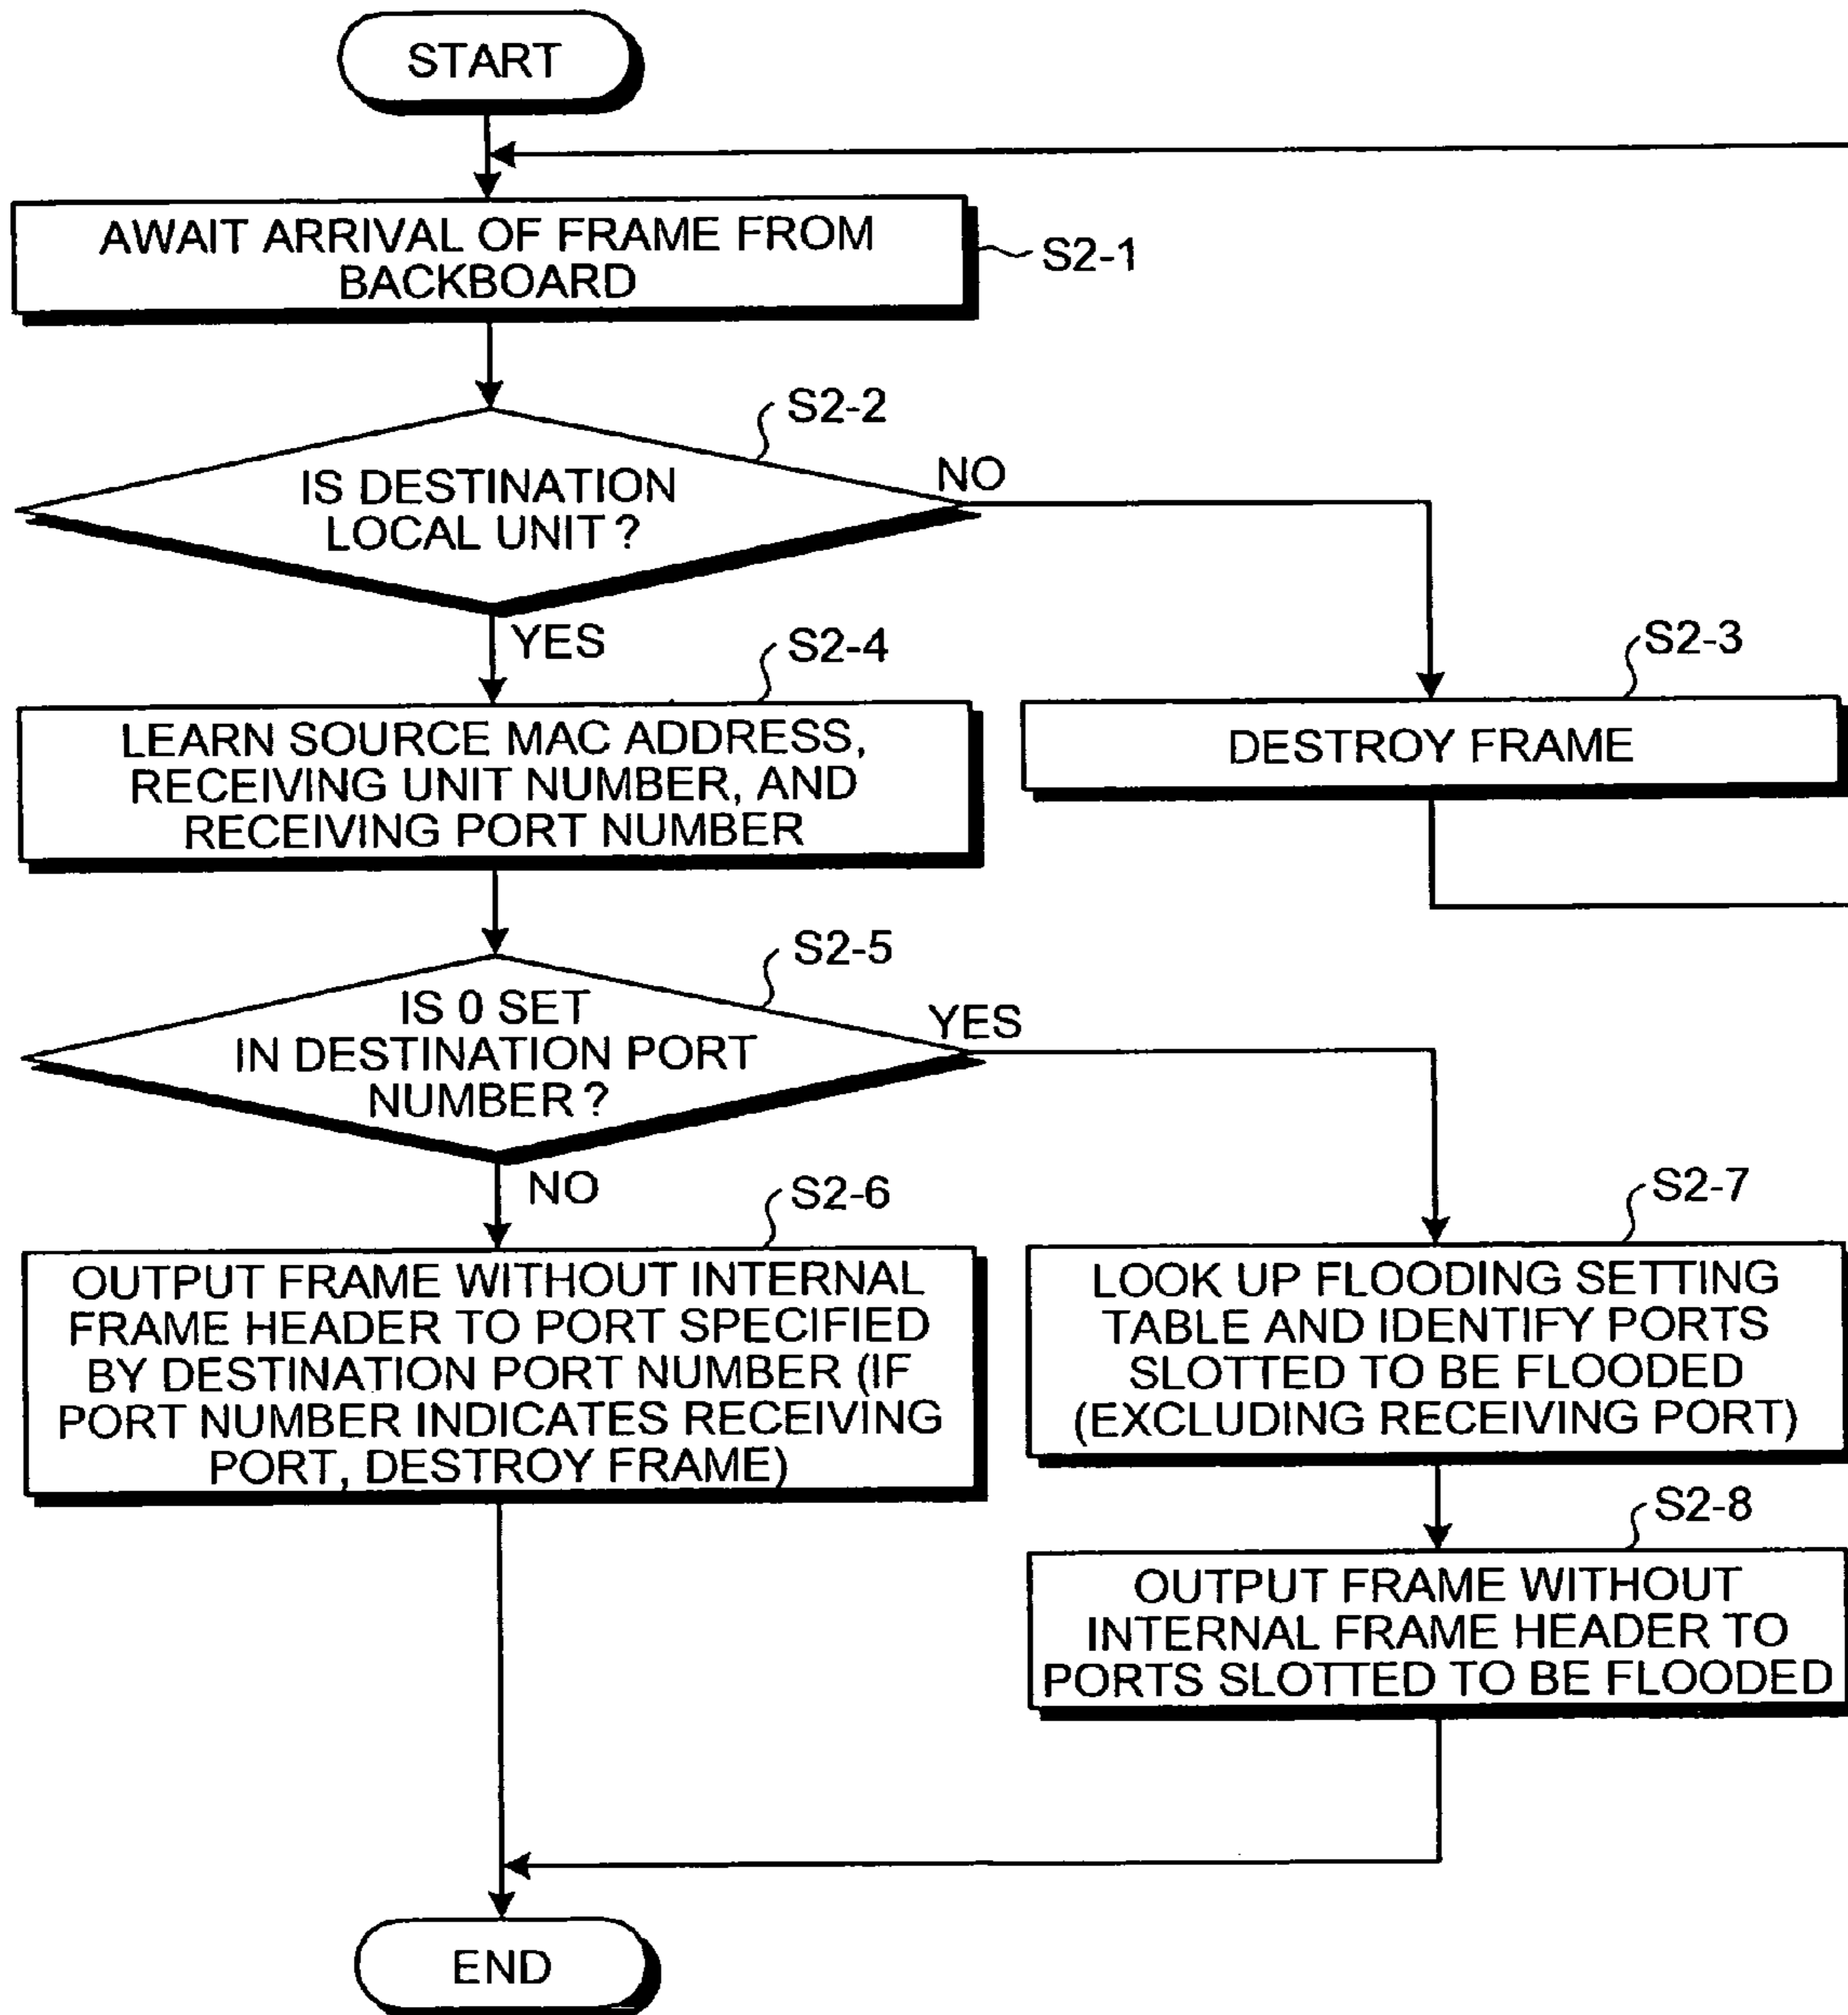 START
AWAIT ARRIVAL OF FRAME FROM
BACKBOARD
S2-1
S2-2
IS DESTINATION
LOCAL UNIT ?
NO
YES
S2-3
DESTROY FRAME
S2-4
LEARN SOURCE MAC ADDRESS,
RECEIVING UNIT NUMBER, AND
RECEIVING PORT NUMBER
S2-5
IS 0 SET
IN DESTINATION PORT
NUMBER ?
YES
NO
S2-6
OUTPUT FRAME WITHOUT INTERNAL
FRAME HEADER TO PORT SPECIFIED
BY DESTINATION PORT NUMBER (IF
PORT NUMBER INDICATES RECEIVING
PORT, DESTROY FRAME)
S2-7
LOOK UP FLOODING SETTING
TABLE AND IDENTIFY PORTS
SLOTTED TO BE FLOODED
(EXCLUDING RECEIVING PORT)
S2-8
OUTPUT FRAME WITHOUT
INTERNAL FRAME HEADER TO
PORTS SLOTTED TO BE FLOODED
END